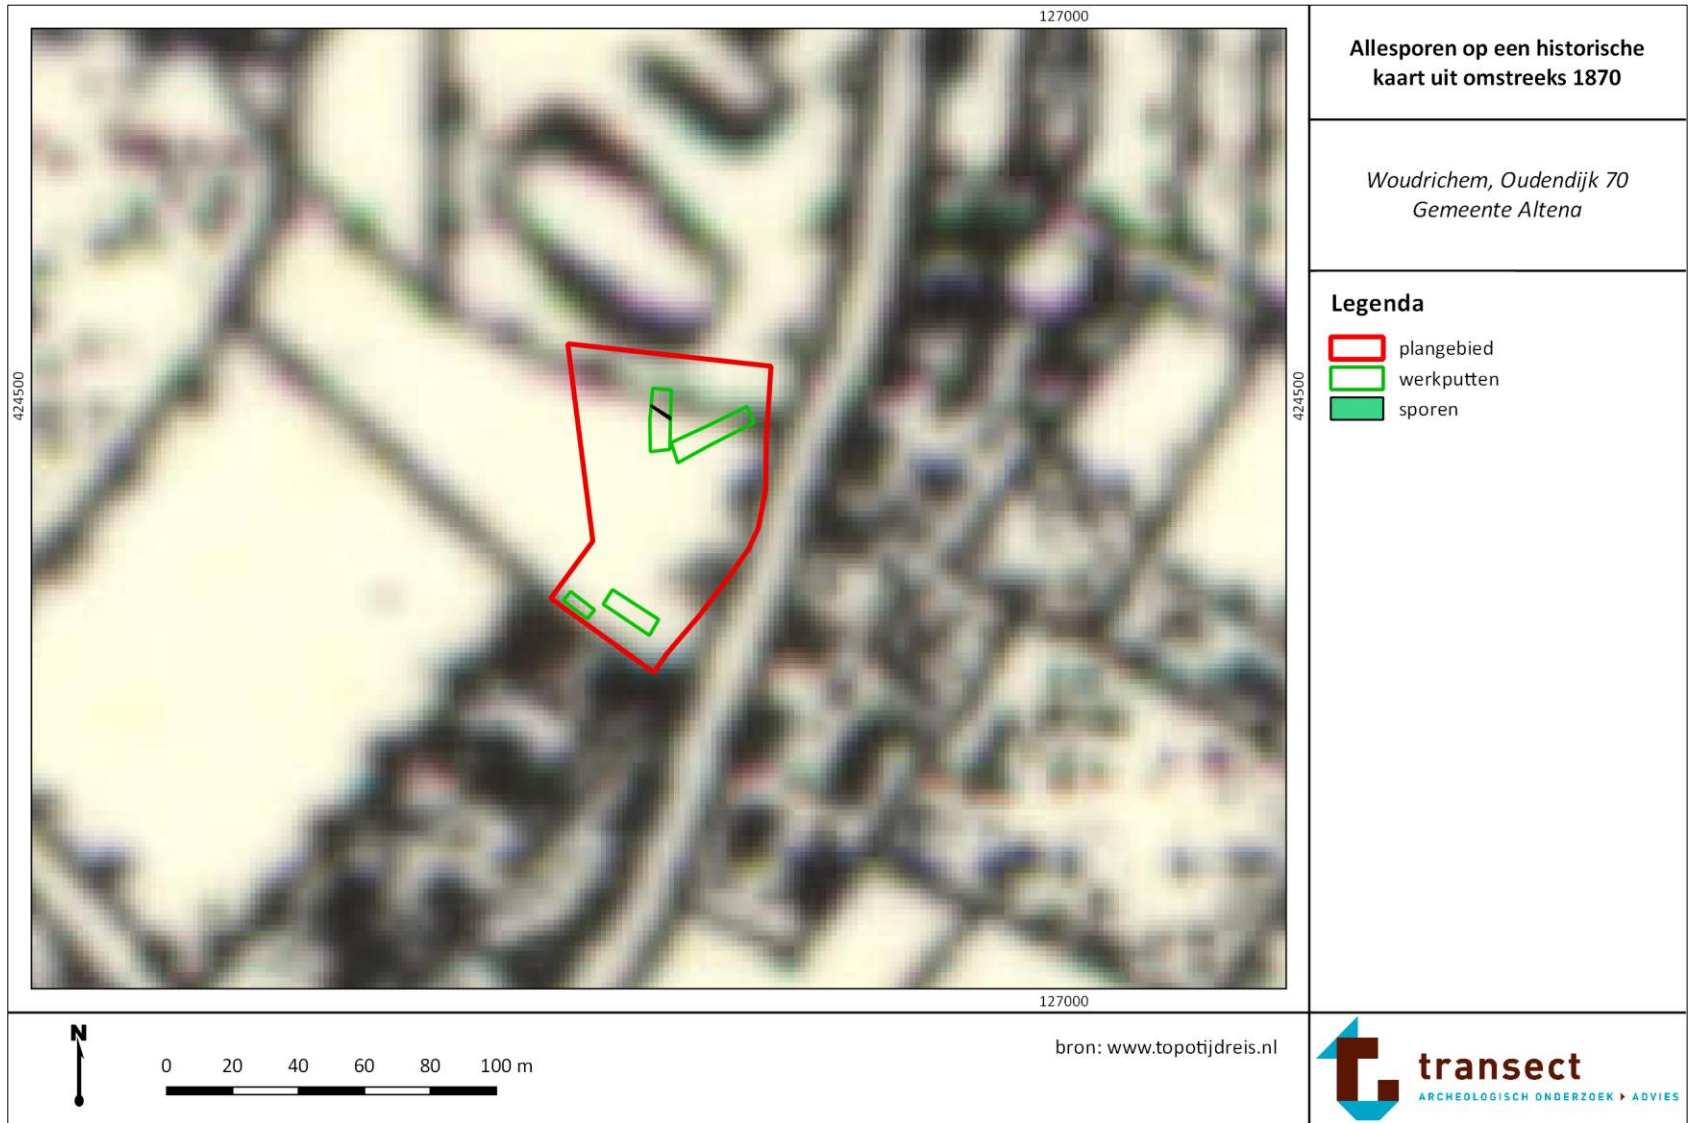 127000
Allesporen op een historische
kaart uit omstreeks 1870
Woudrichem, Oudendijk 70
Gemeente Altena
Legenda
plangebied
werkputten
sporen
424500
424500
127000
N
0 20 40 60 80 100 m
bron: www.topotijdreis.nl
transect
ARCHEOLOGISCH ONDERZOEK ▸ ADVIES